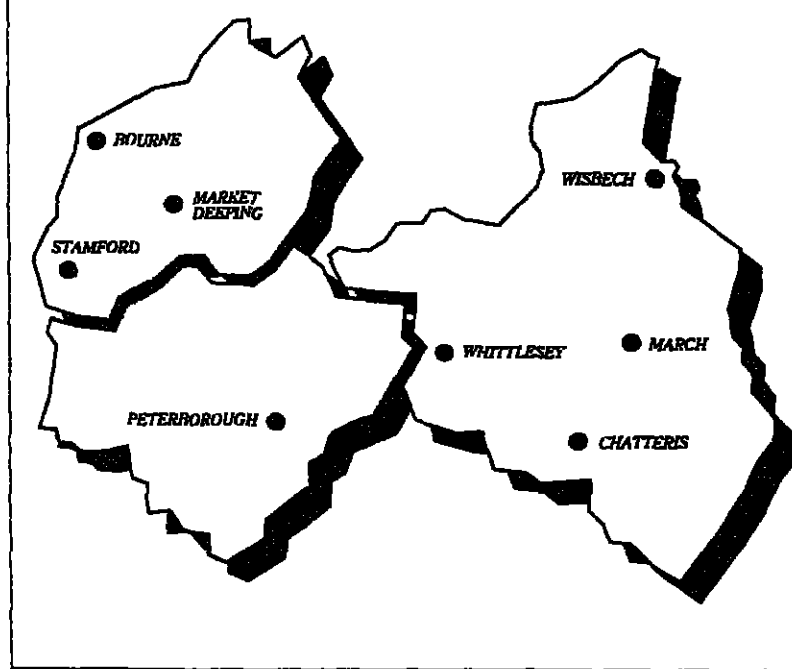 BOURNE
MARKET
DEEPING
STAMFORD
WISBECH
WHITTLESEY
MARCH
PETERBOROUGH
CHATTERIS